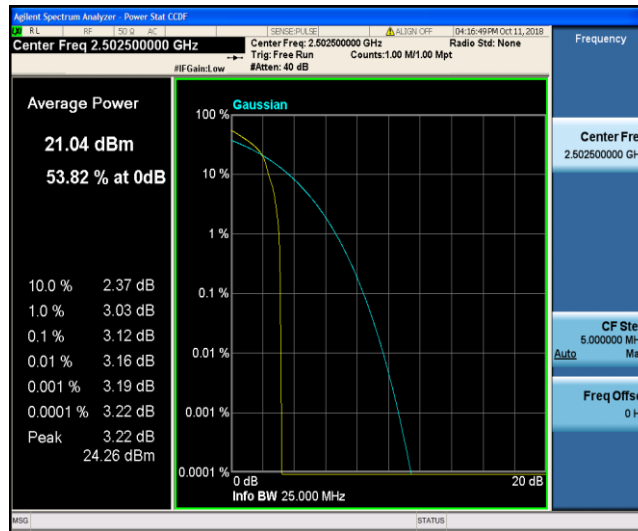 Agilent Spectrum Analyzer - Power Stat CCDF
RL RF 50 Ω AC SENSE:PULSE ALIGN OFF 04:16:49 PM Oct 11, 2018
Center Freq 2.502500000 GHz
Center Freq: 2.502500000 GHz Radio Std: None
Trig: Free Run Counts:1.00 M/1.00 Mpt
#IFGain:Low #Atten: 40 dB
Frequency
Average Power
21.04 dBm
53.82 % at 0dB
10.0 % 2.37 dB
1.0 % 3.03 dB
0.1 % 3.12 dB
0.01 % 3.16 dB
0.001 % 3.19 dB
0.0001 % 3.22 dB
Peak 3.22 dB
24.26 dBm
Gaussian
100 %
10 %
1 %
0.1 %
0.01 %
0.001 %
0.0001 %
0 dB 20 dB
Info BW 25.000 MHz
Center Fre
2.502500000 GH
CF Ste
5.000000 MH
Auto Ma
Freq Offs
0 H
MSG STATUS